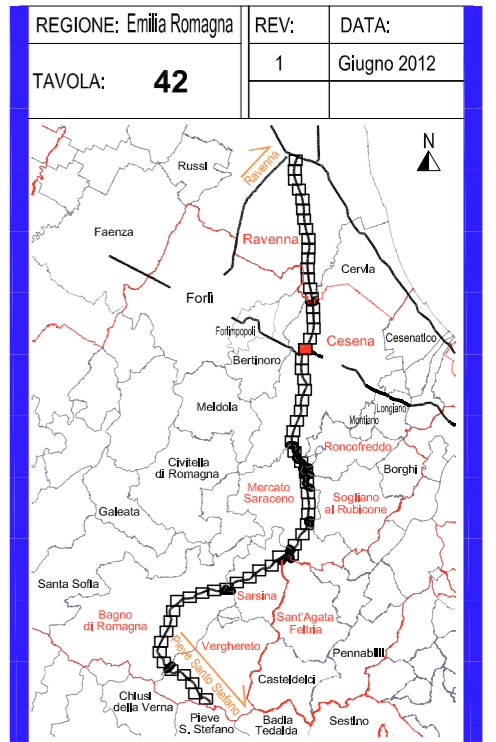 REGIONE: Emilia Romagna
REV:
DATA:
TAVOLA: 42
1
Giugno 2012
N
Russi
Ravenna
Faenza
Ravenna
Cervia
Forlì
Forlimpopoli
Cesena
Cesenatico
Bertinoro
Meldola
Longiano
Montiano
Roncofreddo
Civitella
di Romagna
Borghi
Mercato
Saraceno
Sogliano
al Rubicone
Galeata
Santa Sofia
Sarsina
Bagno
di Romagna
Sant'Agata
Feltria
Verghereto
Pennabilli
Pieve Santo Stefano
Casteldelci
Chiusi
della Verna
Pieve
S. Stefano
Badia
Tedalda
Sestino